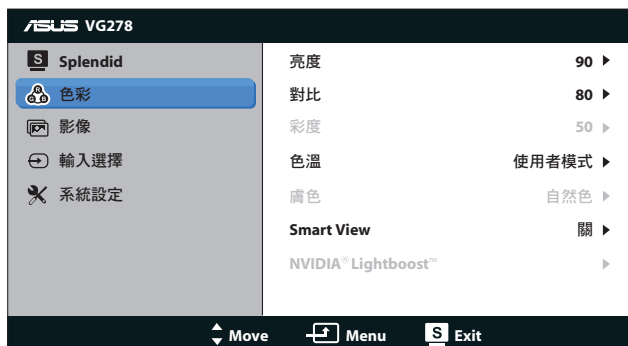 ASUS VG278
S Splendid
色彩
影像
輸入選擇
系統設定
亮度 90
對比 80
彩度 50
色溫 使用者模式
膚色 自然色
Smart View 關
NVIDIA® Lightboost™
Move Menu S Exit